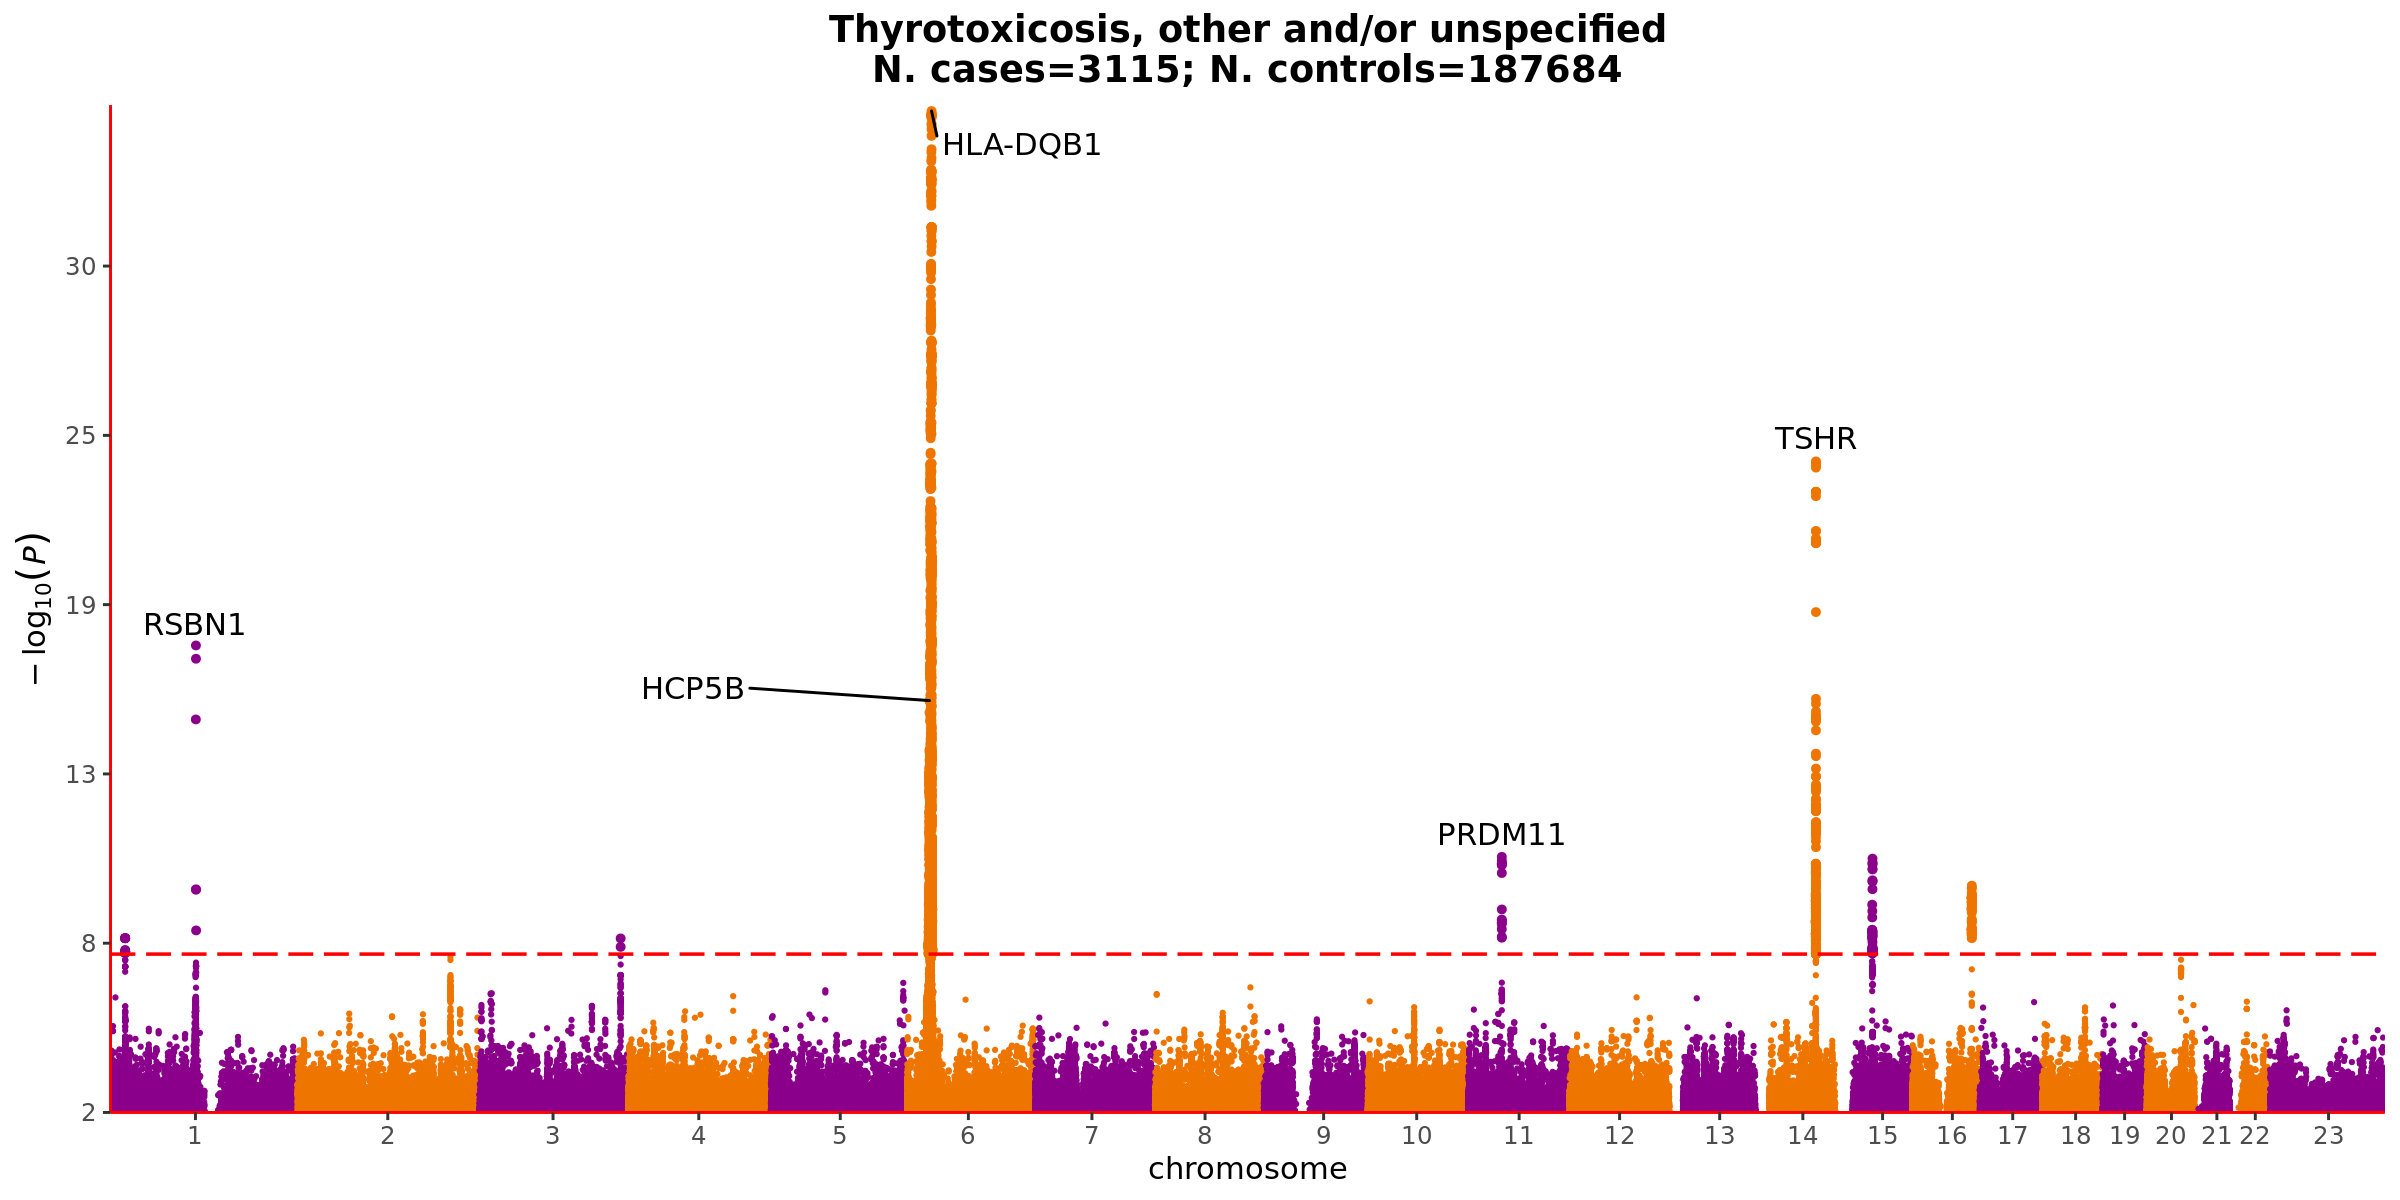 Thyrotoxicosis, other and/or unspecified
N. cases=3115; N. controls=187684
HLA-DQB1
30
25
TSHR
− log10(P)
19
RSBN1
HCP5B
13
PRDM11
8
2
1 2 3 4 5 6 7 8 9 10 11 12 13 14 15 16 17 18 19 20 21 22 23
chromosome